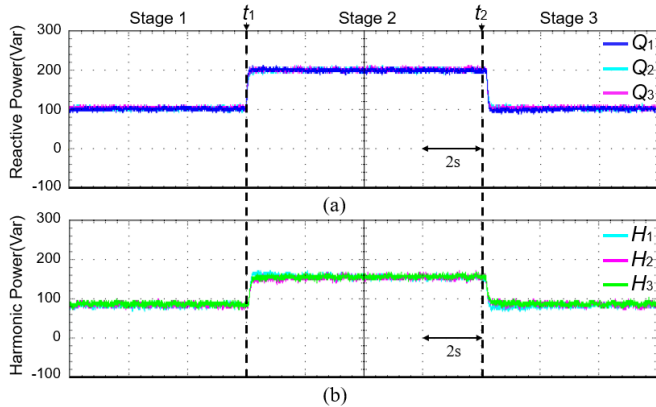 Stage 1 t1 Stage 2 t2 Stage 3
Reactive Power(Var)
300
200
100
0
-100
Q1
Q2
Q3
2s
(a)
Harmonic Power(Var)
300
200
100
0
-100
H1
H2
H3
2s
(b)